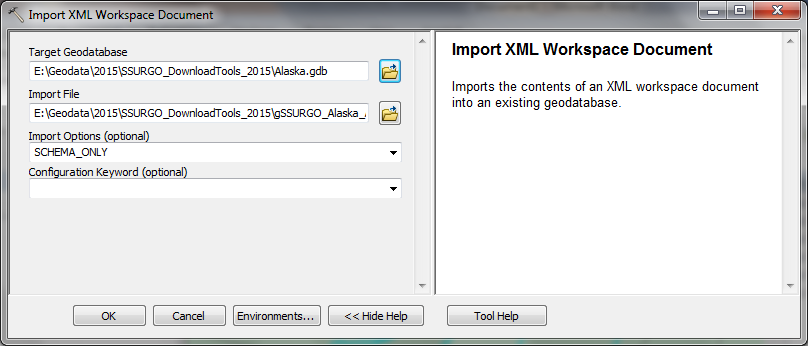 Import XML Workspace Document
Target Geodatabase
E:\Geodata\2015\SSURGO_DownloadTools_2015\Alaska.gdb
Import File
E:\Geodata\2015\SSURGO_DownloadTools_2015\gSSURGO_Alaska_
Import Options (optional)
SCHEMA_ONLY
Configuration Keyword (optional)
OK
Cancel
Environments...
<< Hide Help
Import XML Workspace Document
Imports the contents of an XML workspace document
into an existing geodatabase.
Tool Help